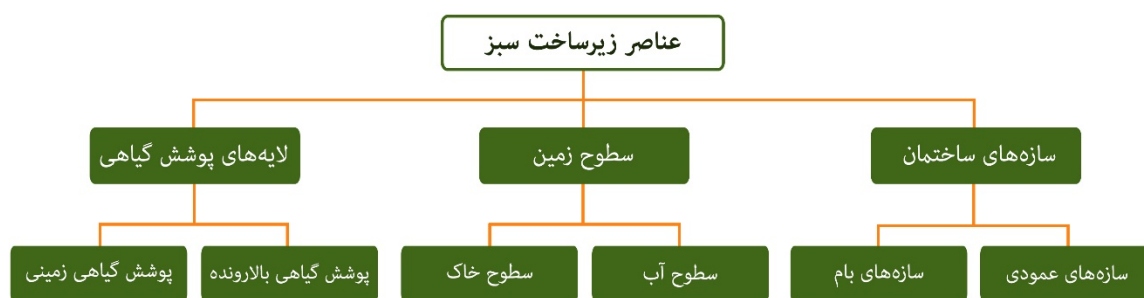 عناصر زیرساخت سبز
سازه‌های ساختمان
سطوح زمین
لایه‌های پوشش گیاهی
سازه‌های عمودی
سازه‌های بام
سطوح آب
سطوح خاک
پوشش گیاهی بالارونده
پوشش گیاهی زمینی